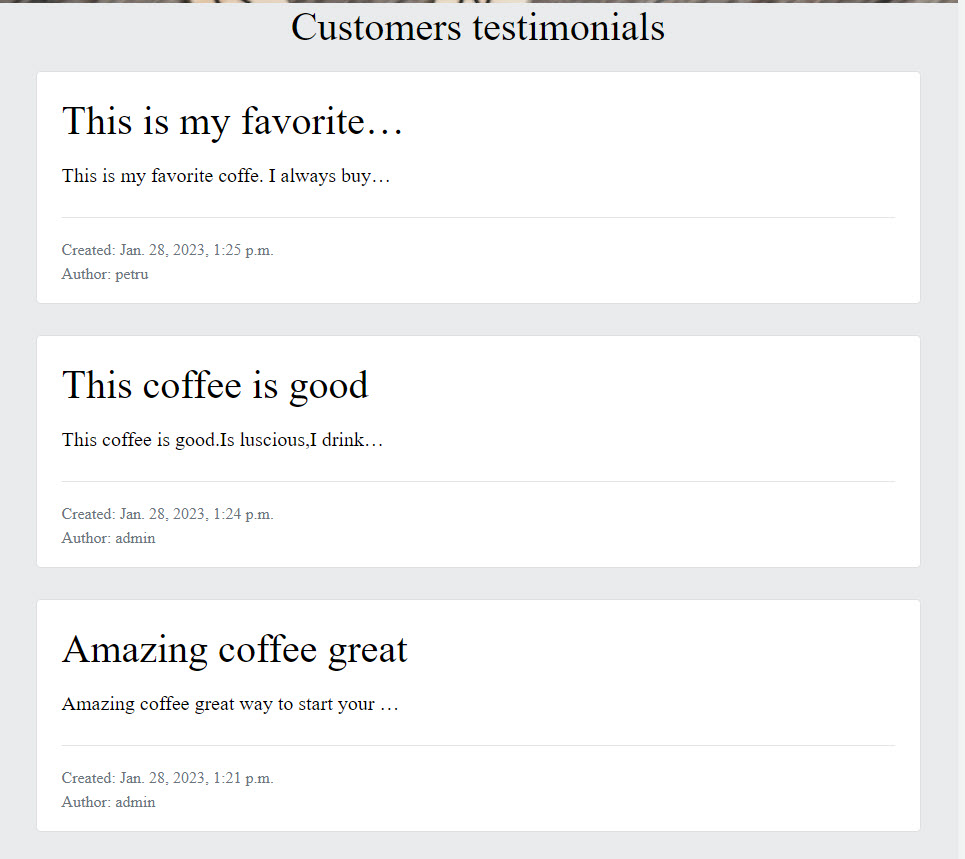 Customers testimonials
This is my favorite…
This is my favorite coffe. I always buy…
Created: Jan. 28, 2023, 1:25 p.m.
Author: petru
This coffee is good
This coffee is good.Is luscious,I drink…
Created: Jan. 28, 2023, 1:24 p.m.
Author: admin
Amazing coffee great
Amazing coffee great way to start your …
Created: Jan. 28, 2023, 1:21 p.m.
Author: admin